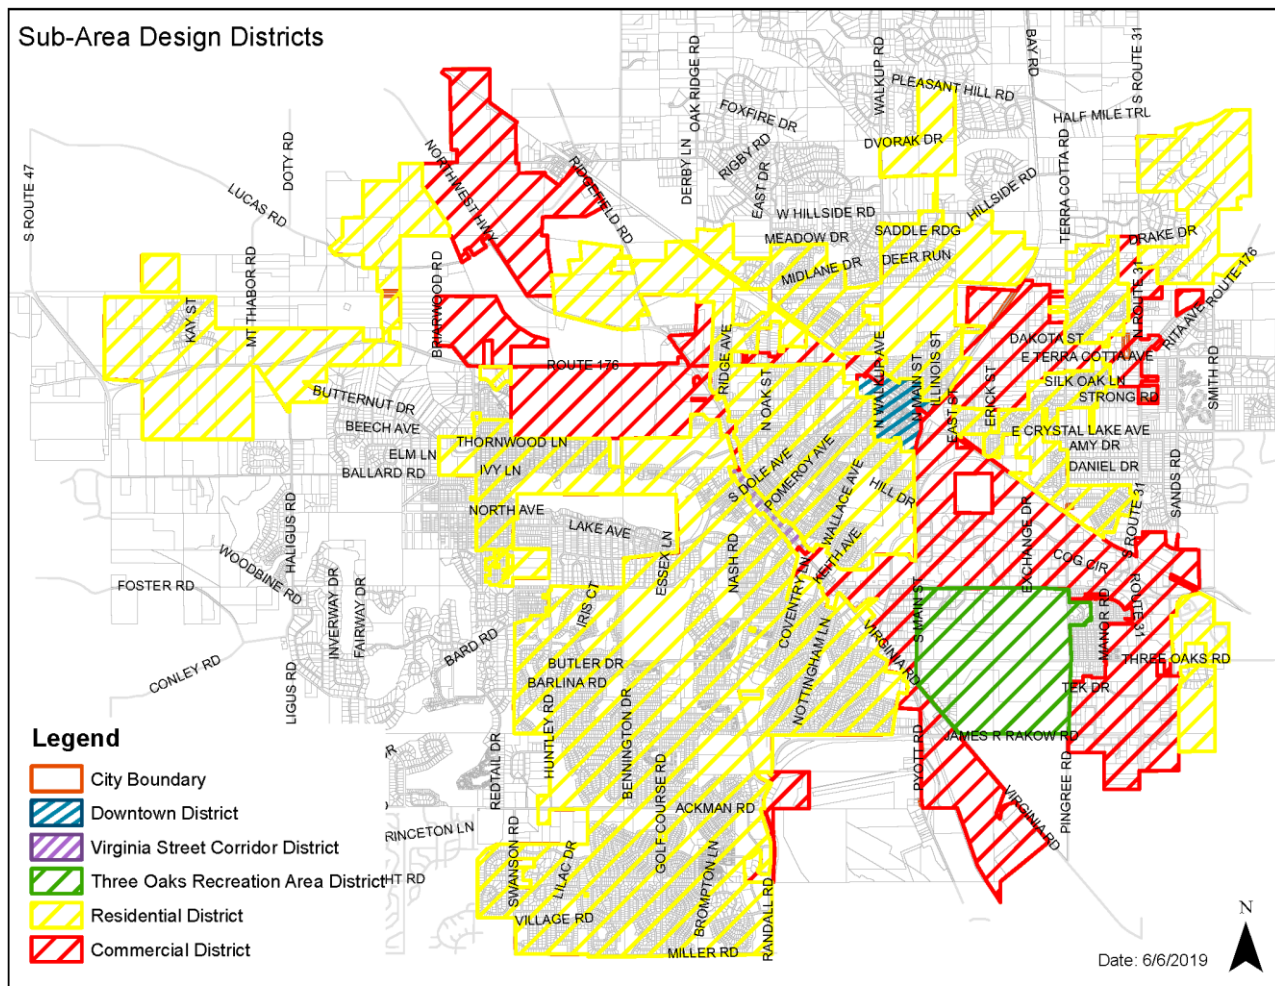 Sub-Area Design Districts
S ROUTE 47
LUCAS RD
DOTY RD
NORTHWEST HWY
RIDGEFIELD RD
DERBY LN
OAK RIDGE RD
FOXFIRE DR
RIGBY RD
EAST DR
WALKUP RD
PLEASANT HILL RD
BAY RD
S ROUTE 31
HALF MILE TRL
DVORAK DR
HILLSIDE RD
TERRA COTTA RD
W HILLSIDE RD
SADDLE RDG
MEADOW DR
DEER RUN
MIDLANE DR
DRAKE DR
N ROUTE 31
RITA AVE
ROUTE 176
KAY ST
MT THABOR RD
BRIARWOOD RD
ROUTE 176
RIDGE AVE
N OAK ST
N WALKUP AVE
N MAIN ST
ILLINOIS ST
EAST ST
ERICK ST
DAKOTA ST
E TERRA COTTA AVE
SILK OAK LN
STRONG RD
SMITH RD
BUTTERNUT DR
BEECH AVE
ELM LN
BALLARD RD
THORNWOOD LN
IVY LN
NORTH AVE
LAKE AVE
S DOLE AVE
POMEROY AVE
WALLACE AVE
HILL DR
KEITH AVE
E CRYSTAL LAKE AVE
AMY DR
DANIEL DR
SANDS RD
S ROUTE 31
EXCHANGE DR
COG CIR
HALIGUS RD
WOODBINE RD
FOSTER RD
INVERWAY DR
FAIRWAY DR
CONLEY RD
LIGUS RD
BARD RD
IRIS CT
ESSEX LN
NASH RD
COVENTRY LN
NOTTINGHAM LN
VIRGINIA RD
S MAIN ST
MANOR RD
ROUTE 31
THREE OAKS RD
TEK DR
JAMES R RAKOW RD
BUTLER DR
BARLINA RD
HUNTLEY RD
BENNINGTON DR
GOLF COURSE RD
REDTAIL DR
PYOTT RD
VIRGINIA RD
PINGREE RD
ACKMAN RD
RINCETON LN
HT RD
SWANSON RD
LILAC DR
VILLAGE RD
BROMPTON LN
RANDALL RD
MILLER RD
Legend
City Boundary
Downtown District
Virginia Street Corridor District
Three Oaks Recreation Area District
Residential District
Commercial District
N
Date: 6/6/2019